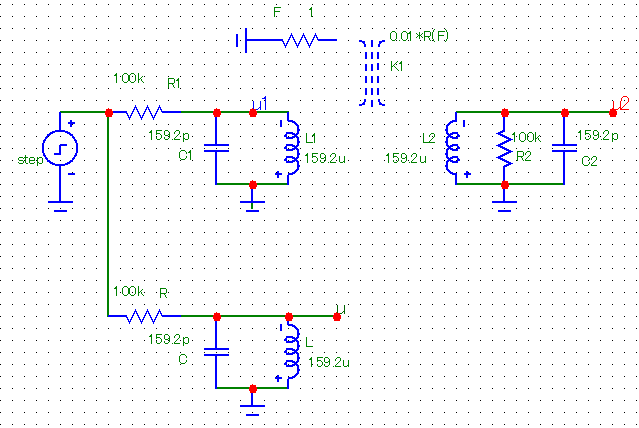 F 1
0.01*R(F)
K1
100k R1
u1
u2
159.2p
C1
L1
159.2u
L2
159.2u
100k
R2
159.2p
C2
step
100k R
u
159.2p
C
L
159.2u